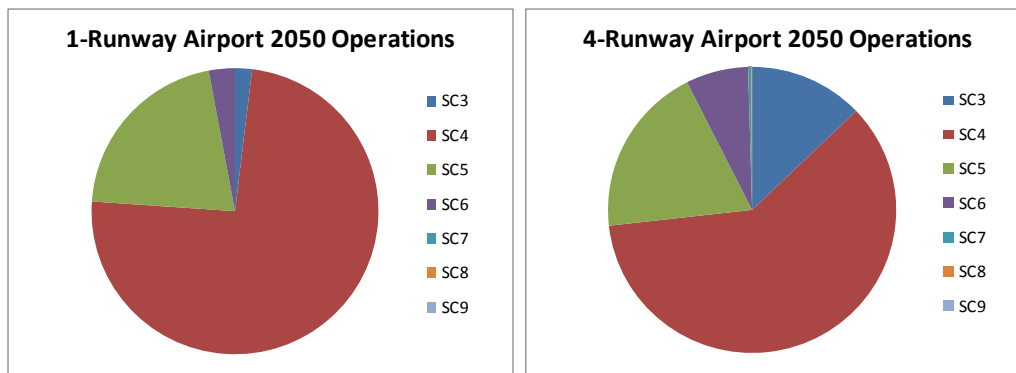 1-Runway Airport 2050 Operations
SC3
SC4
SC5
SC6
SC7
SC8
SC9
4-Runway Airport 2050 Operations
SC3
SC4
SC5
SC6
SC7
SC8
SC9